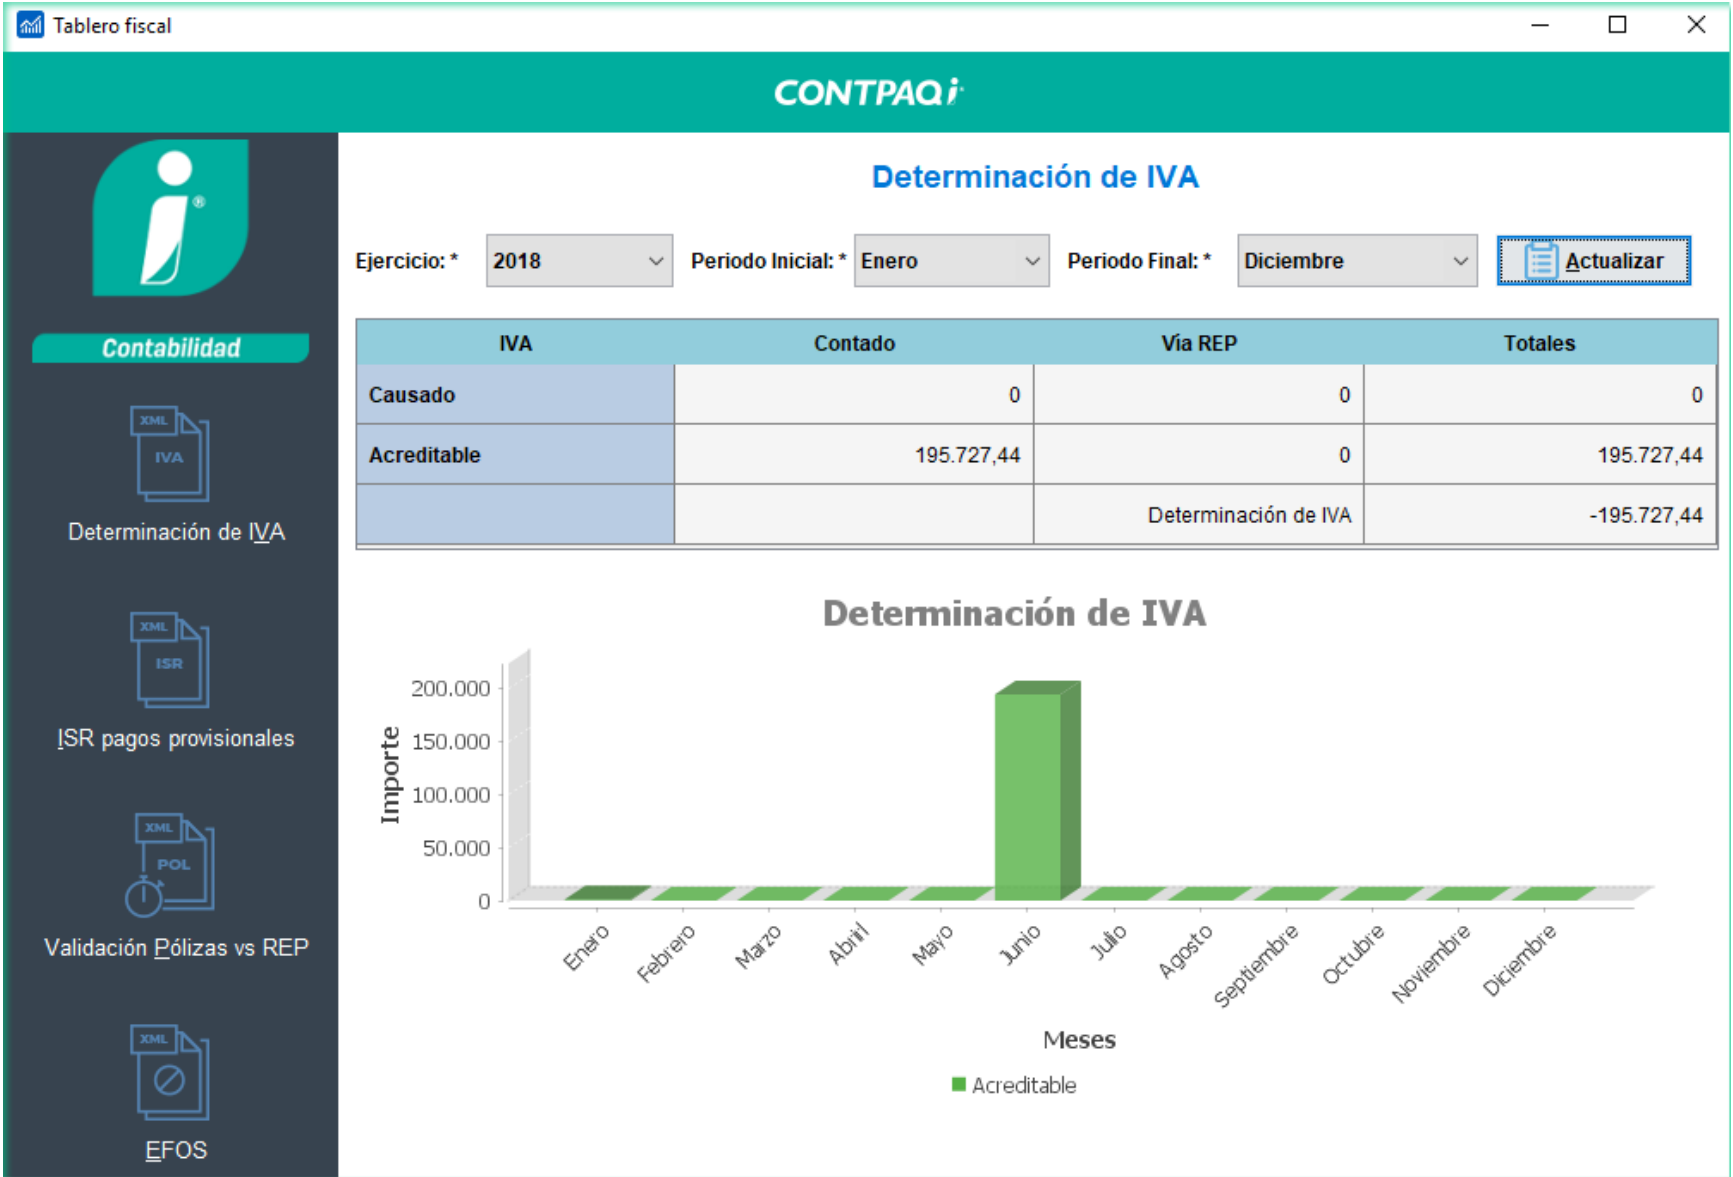 Tablero fiscal
CONTPAQi
i®
Contabilidad
XML
IVA
Determinación de IVA
XML
ISR
ISR pagos provisionales
XML
POL
Validación Pólizas vs REP
XML
EFOS
Determinación de IVA
Ejercicio: * 2018 Periodo Inicial: * Enero Periodo Final: * Diciembre Actualizar
IVA Contado Vía REP Totales
Causado 0 0 0
Acreditable 195.727,44 0 195.727,44
Determinación de IVA -195.727,44
Determinación de IVA
Importe
200.000
150.000
100.000
50.000
0
Enero Febrero Marzo Abrirl Mayo Junio Julio Agosto Septiembre Octubre Noviembre Diciembre
Meses
Acreditable